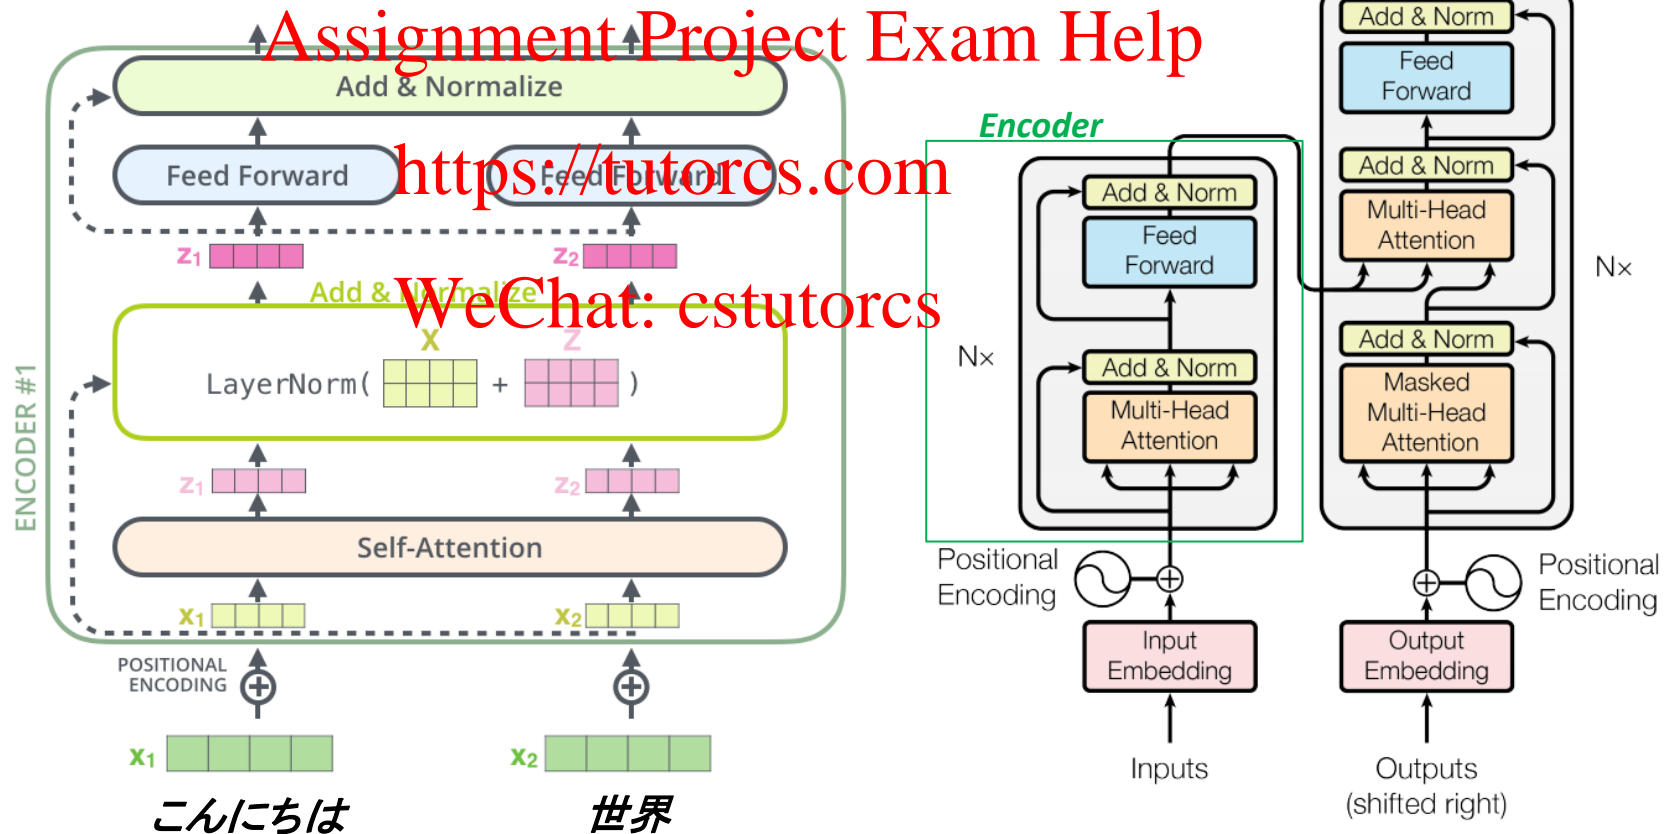 Assignment Project Exam Help
Add & Normalize
Feed Forward
Feed Forward
https://tutorcs.com
z1
z2
Add & Normalize
WeChat: cstutorcs
X
Z
LayerNorm(
+
)
ENCODER #1
z1
z2
Self-Attention
x1
x2
POSITIONAL
ENCODING
x1
x2
こんにちは
世界
Encoder
Add & Norm
Feed
Forward
Nx
Add & Norm
Multi-Head
Attention
Positional
Encoding
Input
Embedding
Inputs
Add & Norm
Feed
Forward
Add & Norm
Multi-Head
Attention
Nx
Add & Norm
Masked
Multi-Head
Attention
Positional
Encoding
Output
Embedding
Outputs
(shifted right)